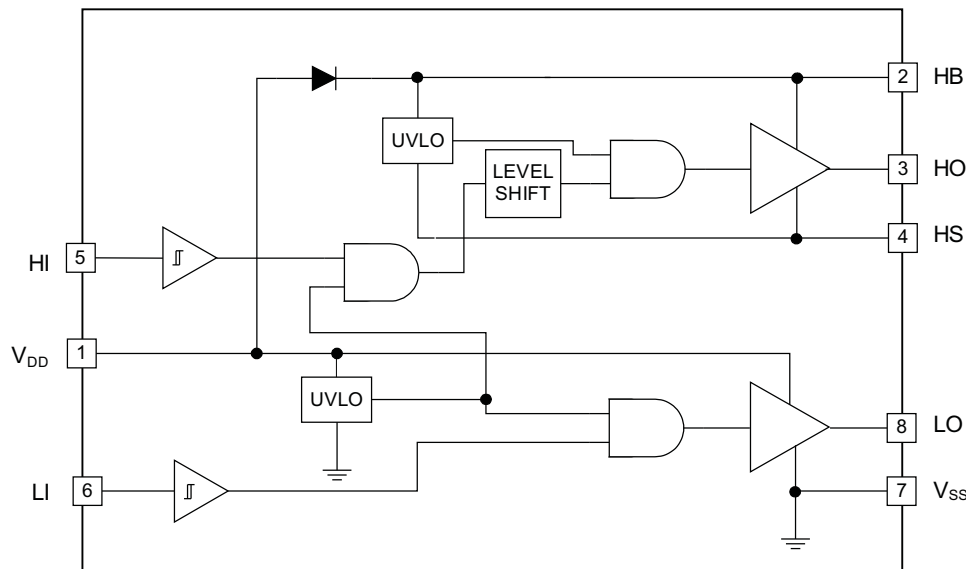 2 HB
UVLO
LEVEL
SHIFT
3 HO
4 HS
HI 5
VDD 1
UVLO
8 LO
LI 6
7 VSS